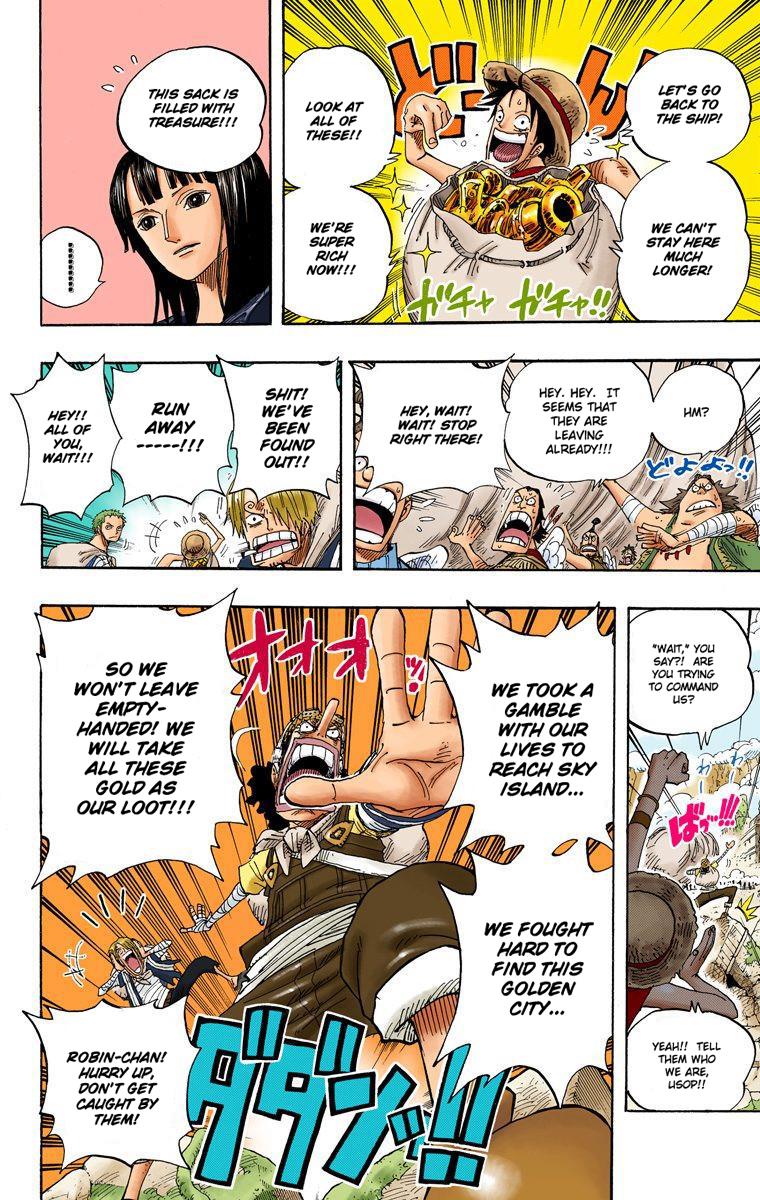 LET'S GO
BACK TO
THE SHIP!
WE CAN'T
STAY HERE
MUCH
LONGER!
ど ん
LOOK AT
ALL OF
THESE!!
WE'RE
SUPER
RICH
NOW!!!
ガチャ ガチャ!!
THIS SACK IS
FILLED WITH
TREASURE!!!
HM?
どよよっ!!
HEY. HEY. IT
SEEMS THAT
THEY ARE
LEAVING
ALREADY!!!
HEY, WAIT!
WAIT! STOP
RIGHT THERE!
SHIT!
WE'VE
BEEN
FOUND
OUT!!
RUN
AWAY
-----!!!
HEY!!
ALL OF
YOU,
WAIT!!!
"WAIT," YOU
SAY?! ARE
YOU TRYING
TO COMMAND
US?
わー
わー
ばっ!!!
YEAH!! TELL
THEM WHO
WE ARE,
USOP!!
WE TOOK A
GAMBLE
WITH OUR
LIVES TO
REACH SKY
ISLAND...
WE FOUGHT
HARD TO
FIND THIS
GOLDEN
CITY...
オオオ
SO WE
WON'T LEAVE
EMPTY-
HANDED! WE
WILL TAKE
ALL THESE
GOLD AS
OUR LOOT!!!
ROBIN-CHAN!
HURRY UP,
DON'T GET
CAUGHT BY
THEM!
ダダンッ!!